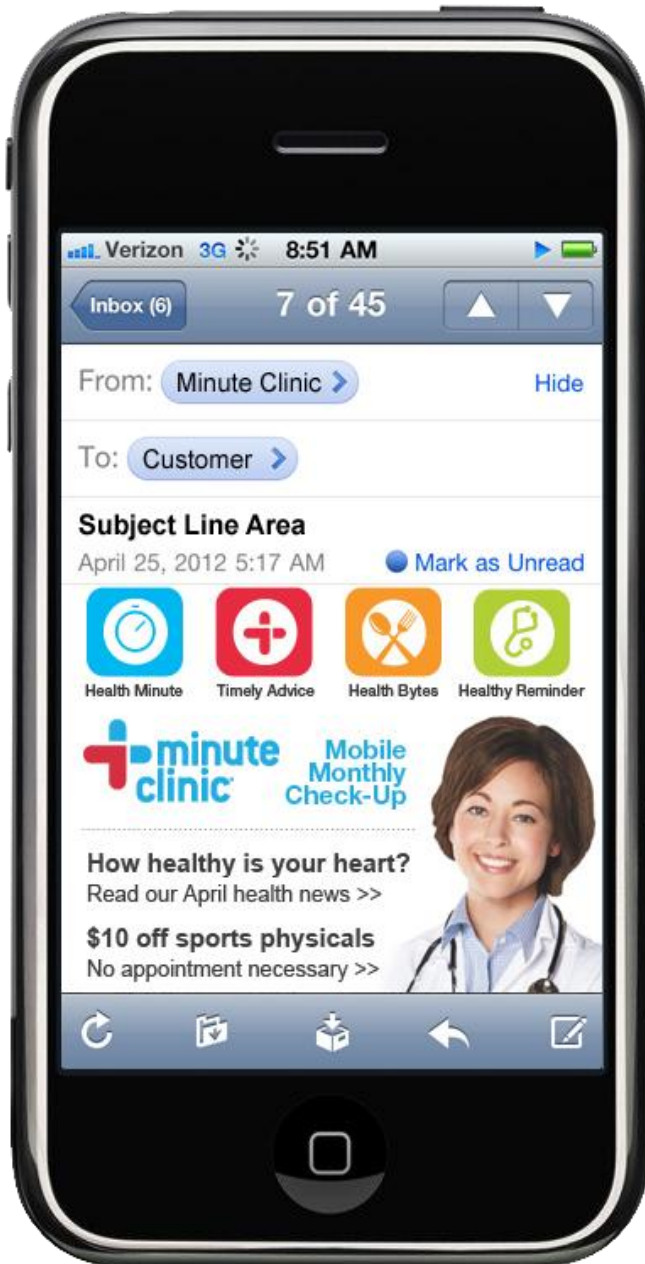 Verizon 3G 8:51 AM
Inbox (6) 7 of 45
From: Minute Clinic Hide
To: Customer
Subject Line Area
April 25, 2012 5:17 AM Mark as Unread
Health Minute Timely Advice Health Bytes Healthy Reminder
minute
clinic
Mobile
Monthly
Check-Up
How healthy is your heart?
Read our April health news >>
$10 off sports physicals
No appointment necessary >>